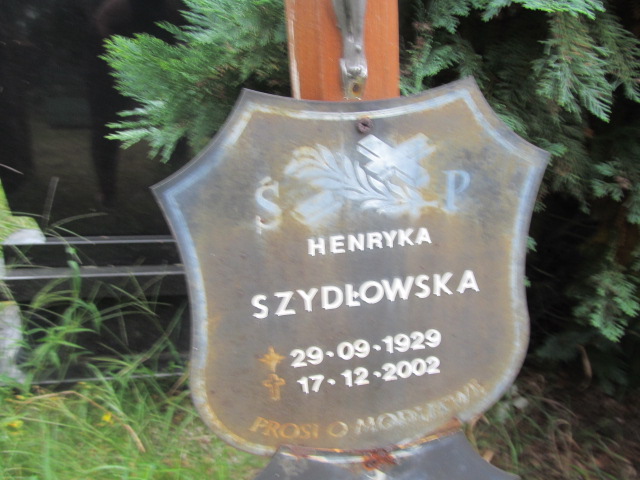 Ś P
HENRYKA
SZYDŁOWSKA
29·09·1929
17·12·2002
PROSI O MODLITWĘ